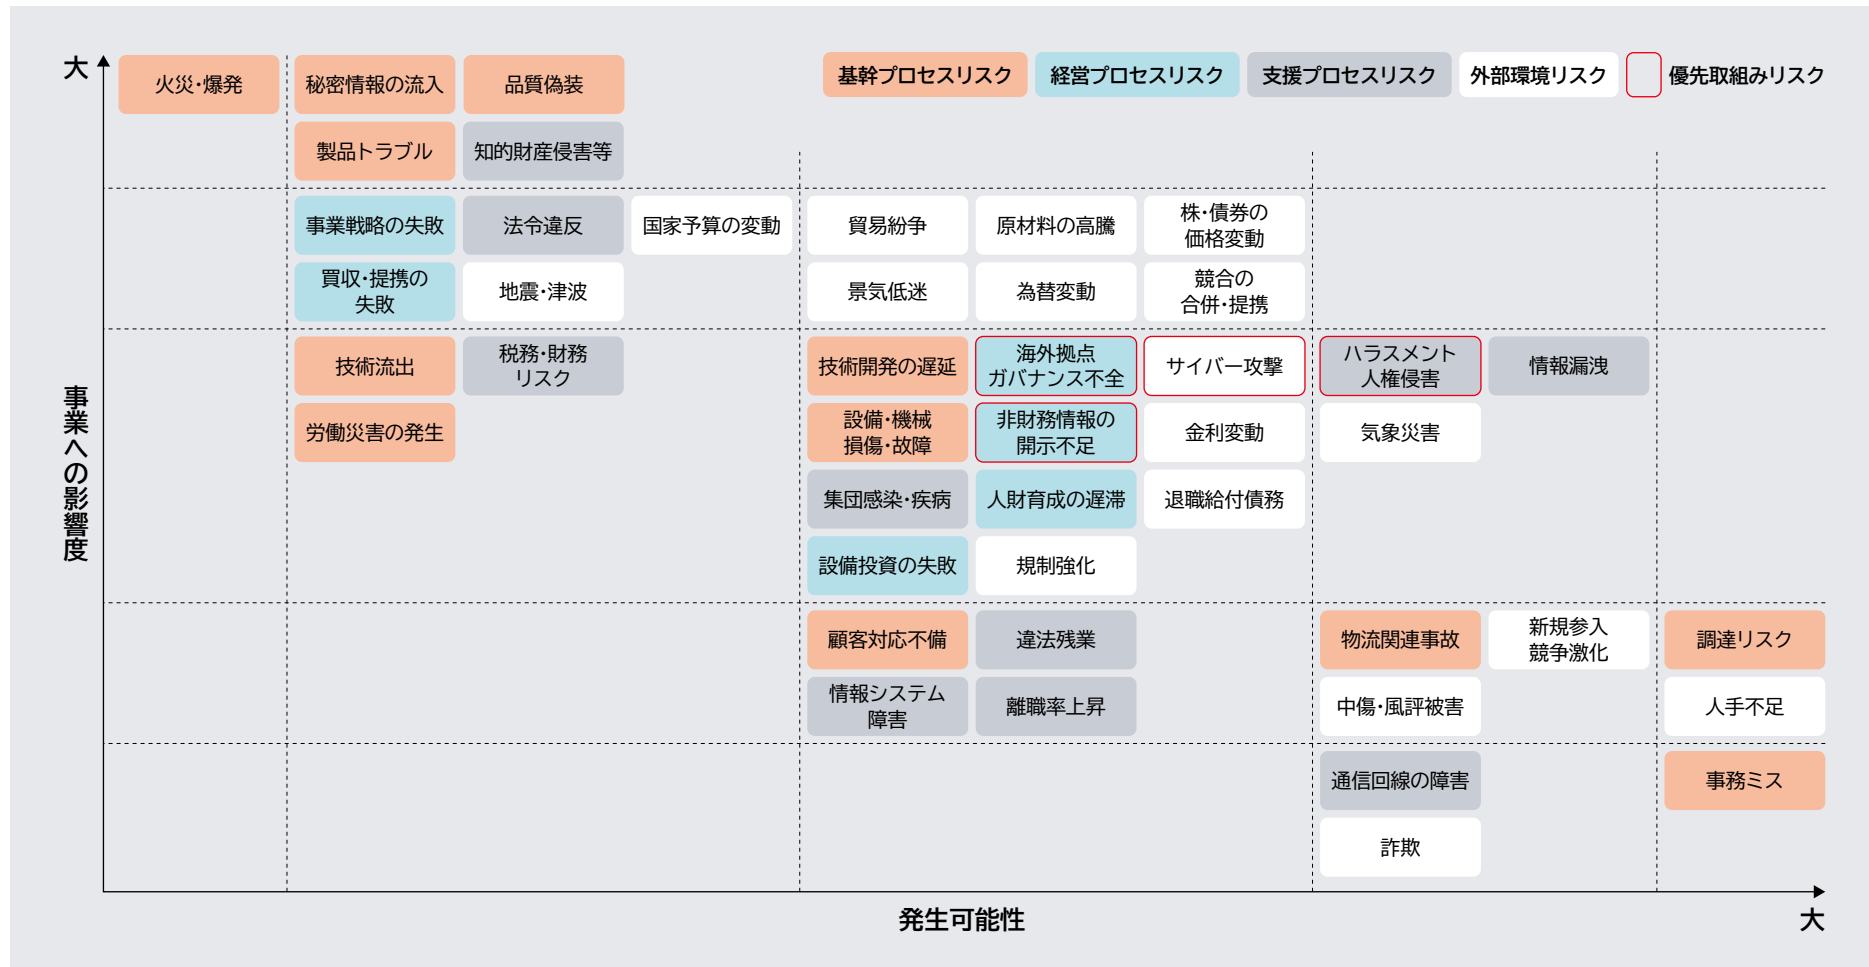 大
火災・爆発
秘密情報の流入
品質偽装
基幹プロセスリスク
経営プロセスリスク
支援プロセスリスク
外部環境リスク
優先取組みリスク
製品トラブル
知的財産侵害等
事業戦略の失敗
法令違反
国家予算の変動
貿易紛争
原材料の高騰
株・債券の
価格変動
買収・提携の
失敗
地震・津波
景気低迷
為替変動
競合の
合併・提携
事業への影響度
技術流出
税務・財務
リスク
技術開発の遅延
海外拠点
ガバナンス不全
サイバー攻撃
ハラスメント
人権侵害
情報漏洩
労働災害の発生
設備・機械
損傷・故障
非財務情報の
開示不足
金利変動
気象災害
集団感染・疾病
人財育成の遅滞
退職給付債務
設備投資の失敗
規制強化
顧客対応不備
違法残業
物流関連事故
新規参入
競争激化
調達リスク
情報システム
障害
離職率上昇
中傷・風評被害
人手不足
通信回線の障害
事務ミス
詐欺
発生可能性
大